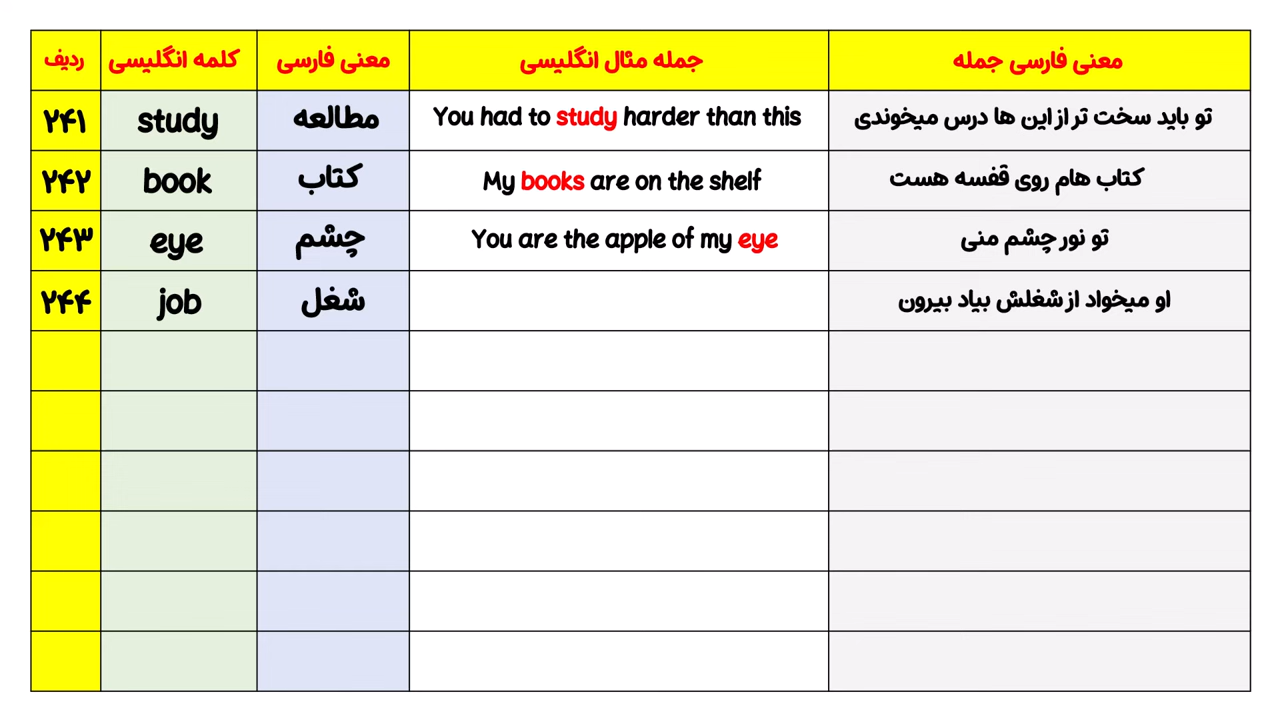 ردیف کلمه انگلیسی معنی فارسی جمله مثال انگلیسی معنی فارسی جمله
۲۴۱ study مطالعه You had to study harder than this تو باید سخت تر از این ها درس میخوندی
۲۴۲ book کتاب My books are on the shelf کتاب هام روی قفسه هست
۲۴۳ eye چشم You are the apple of my eye تو نور چشم منی
۲۴۴ job شغل او میخواد از شغلش بیاد بیرون